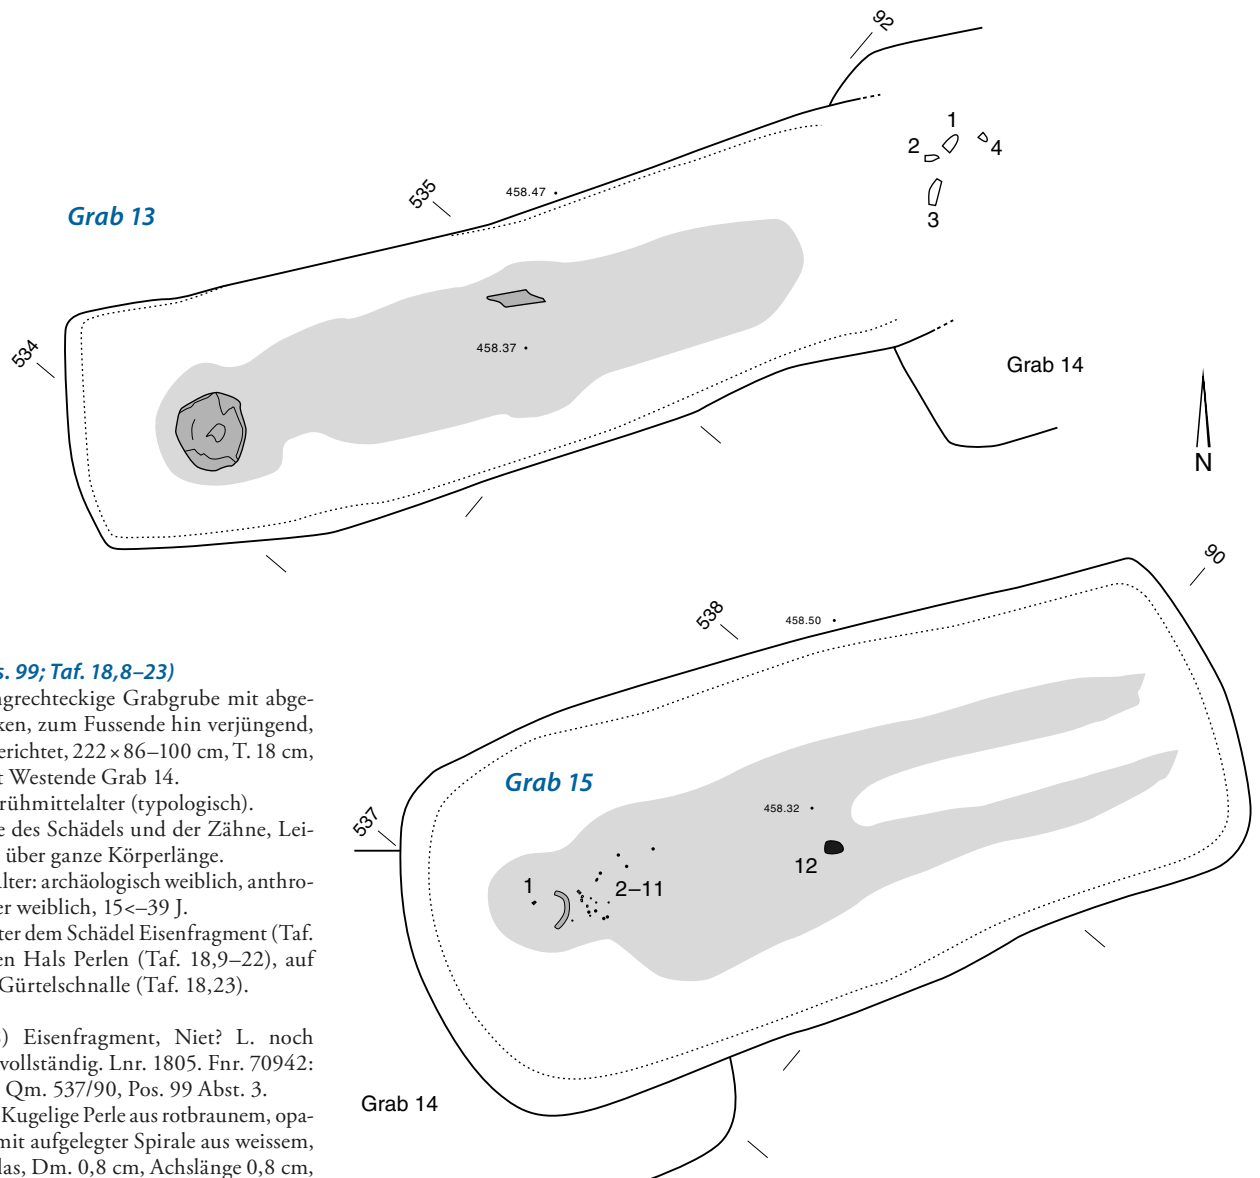 92
1
2
4
3
535
458.47
Grab 13
458.37
534
Grab 14
N
90
538
458.50
s. 99; Taf. 18,8–23)
ngrechteckige Grabgrube mit abge-
ken, zum Fussende hin verjüngend,
erichtet, 222 × 86–100 cm, T. 18 cm,
t Westende Grab 14.
rühmittelalter (typologisch).
e des Schädels und der Zähne, Lei-
über ganze Körperlänge.
alter: archäologisch weiblich, anthro-
er weiblich, 15<–39 J.
ter dem Schädel Eisenfragment (Taf.
en Hals Perlen (Taf. 18,9–22), auf
Gürtelschnalle (Taf. 18,23).
) Eisenfragment, Niet? L. noch
vollständig. Lnr. 1805. Fnr. 70942:
Qm. 537/90, Pos. 99 Abst. 3.
Kugelige Perle aus rotbraunem, opa-
mit aufgelegter Spirale aus weissem,
las, Dm. 0,8 cm, Achslänge 0,8 cm,
Grab 15
458.32
537
12
1
2–11
Grab 14